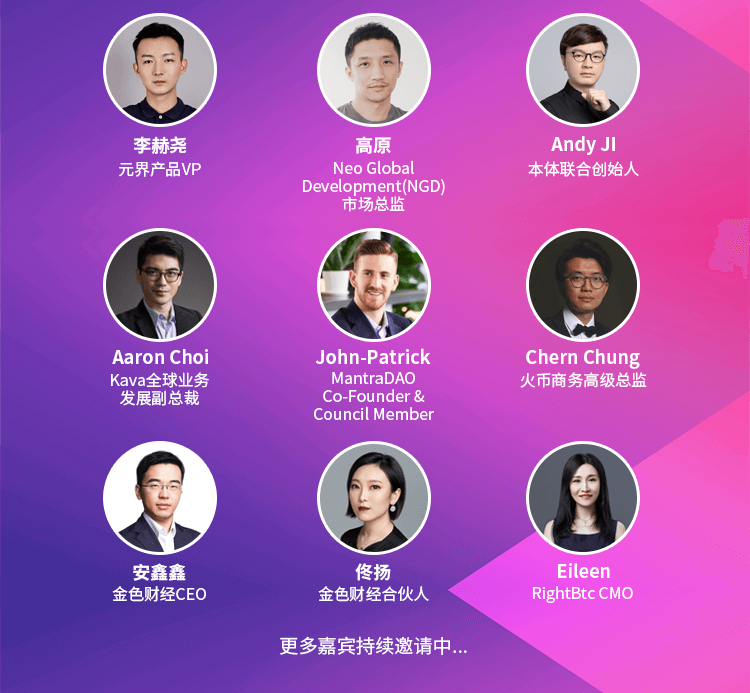 李赫尧
元界产品VP
高原
Neo Global
Development(NGD)
市场总监
Andy JI
本体联合创始人
Aaron Choi
Kava全球业务
发展副总裁
John-Patrick
MantraDAO
Co-Founder &
Council Member
Chern Chung
火币商务高级总监
安鑫鑫
金色财经CEO
佟扬
金色财经合伙人
Eileen
RightBtc CMO
更多嘉宾持续邀请中...